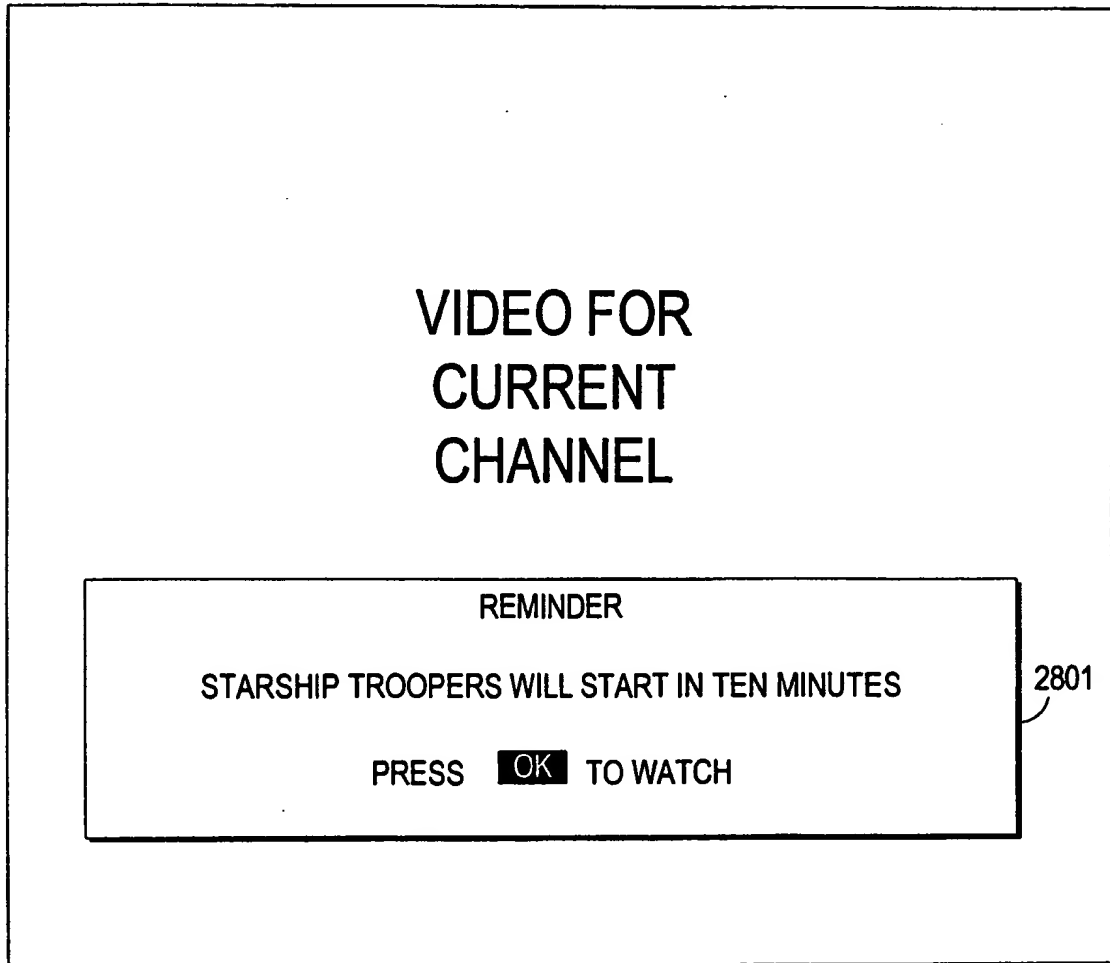 VIDEO FOR
CURRENT
CHANNEL
REMINDER
STARSHIP TROOPERS WILL START IN TEN MINUTES
2801
PRESS OK TO WATCH